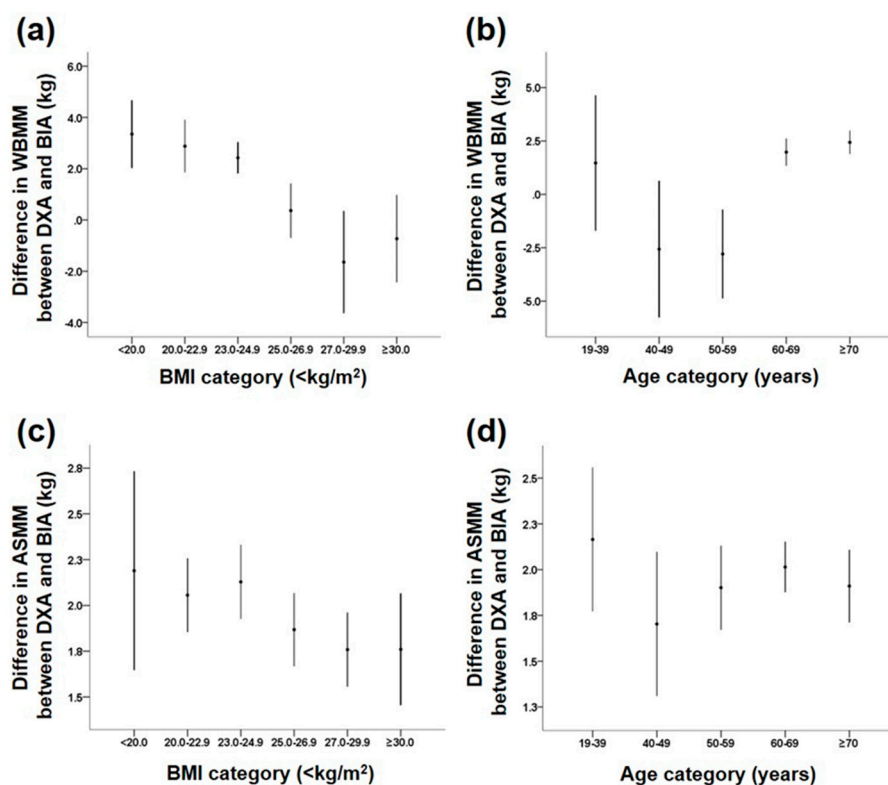 (a)
Difference in WBMM
between DXA and BIA (kg)
6.0
4.0
2.0
.0
-2.0
-4.0
<20.0 20.0-22.9 23.0-24.9 25.0-26.9 27.0-29.9 ≥30.0
BMI category (<kg/m²)
(b)
Difference in WBMM
between DXA and BIA (kg)
5.0
2.5
.0
-2.5
-5.0
19-39 40-49 50-59 60-69 ≥70
Age category (years)
(c)
Difference in ASMM
between DXA and BIA (kg)
2.8
2.5
2.3
2.0
1.8
1.5
<20.0 20.0-22.9 23.0-24.9 25.0-26.9 27.0-29.9 ≥30.0
BMI category (<kg/m²)
(d)
Difference in ASMM
between DXA and BIA (kg)
2.5
2.3
2.0
1.8
1.5
1.3
19-39 40-49 50-59 60-69 ≥70
Age category (years)